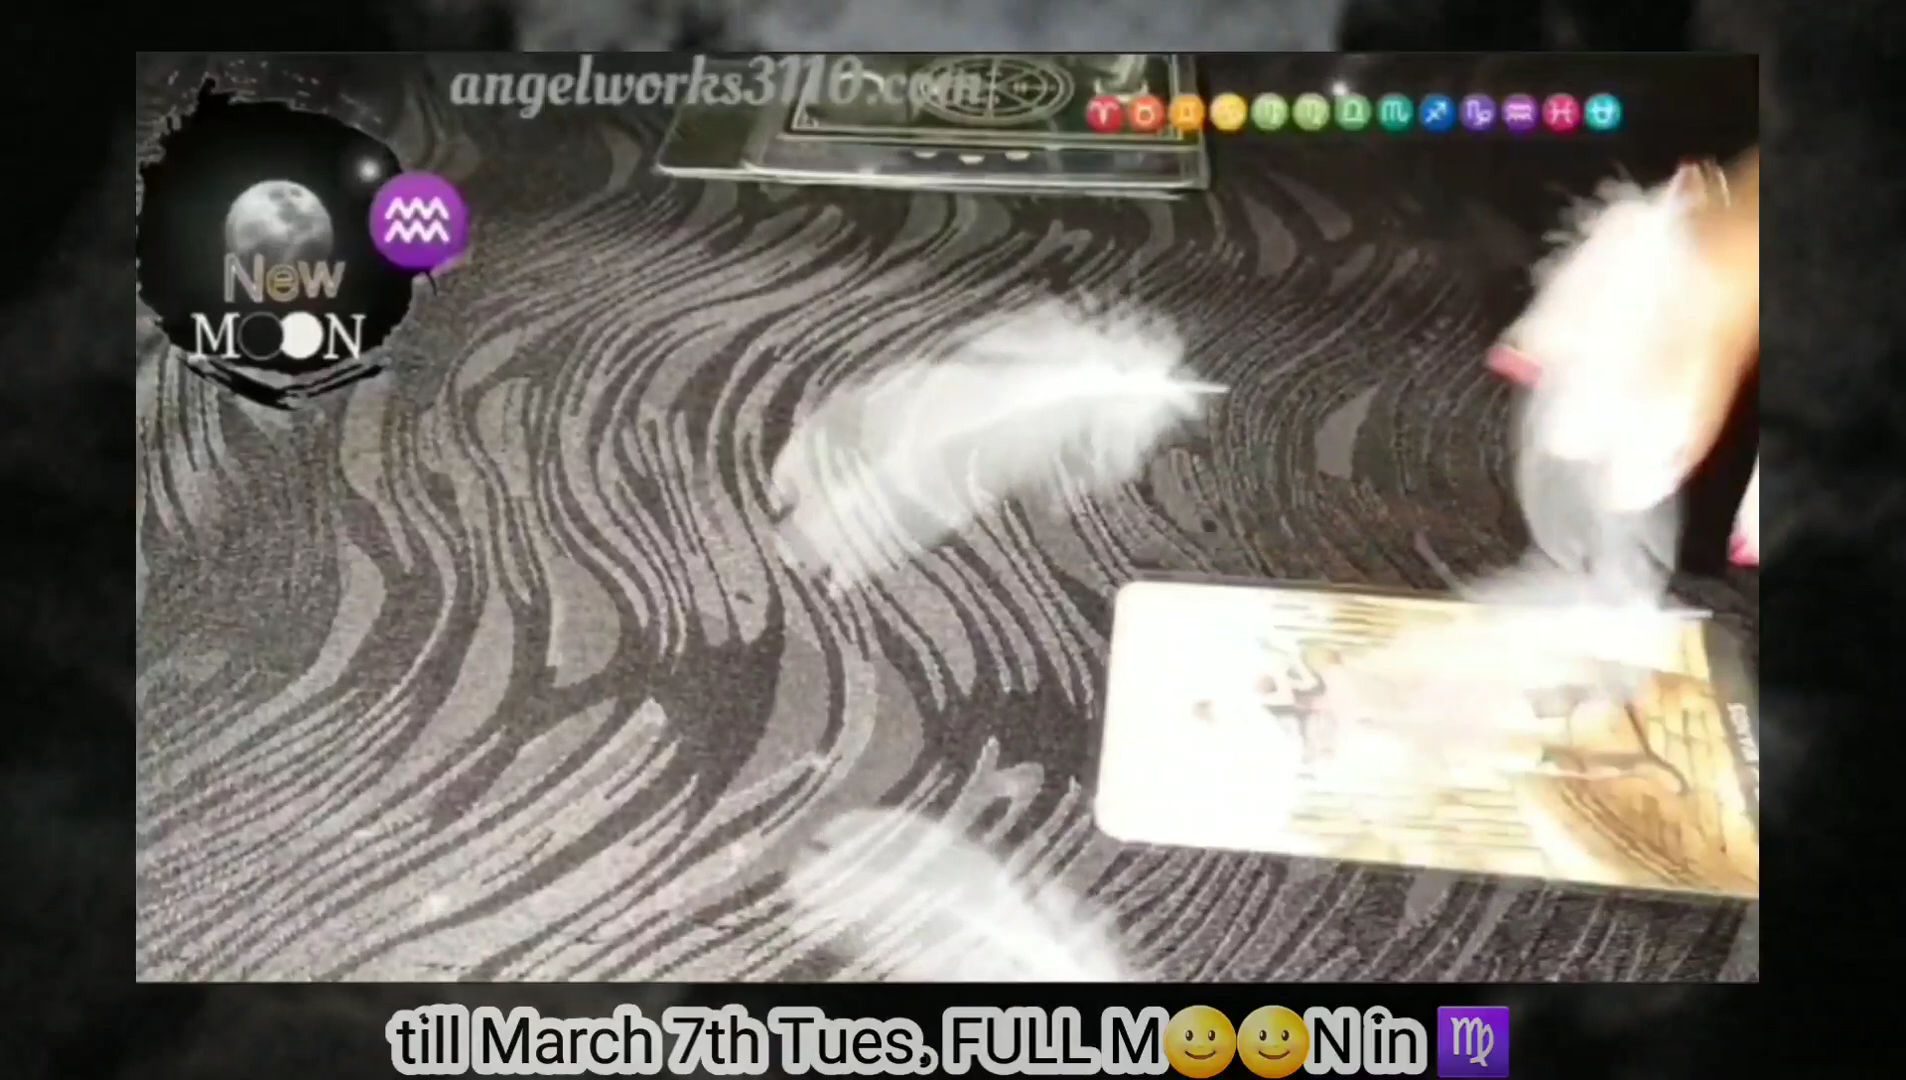 angelworks3110.com
♈♉♊♋♍♍♎♏♐♑♒♓⛎
♒
New
MOON
till March 7th Tues. FULL M🙂🙂N in ♍